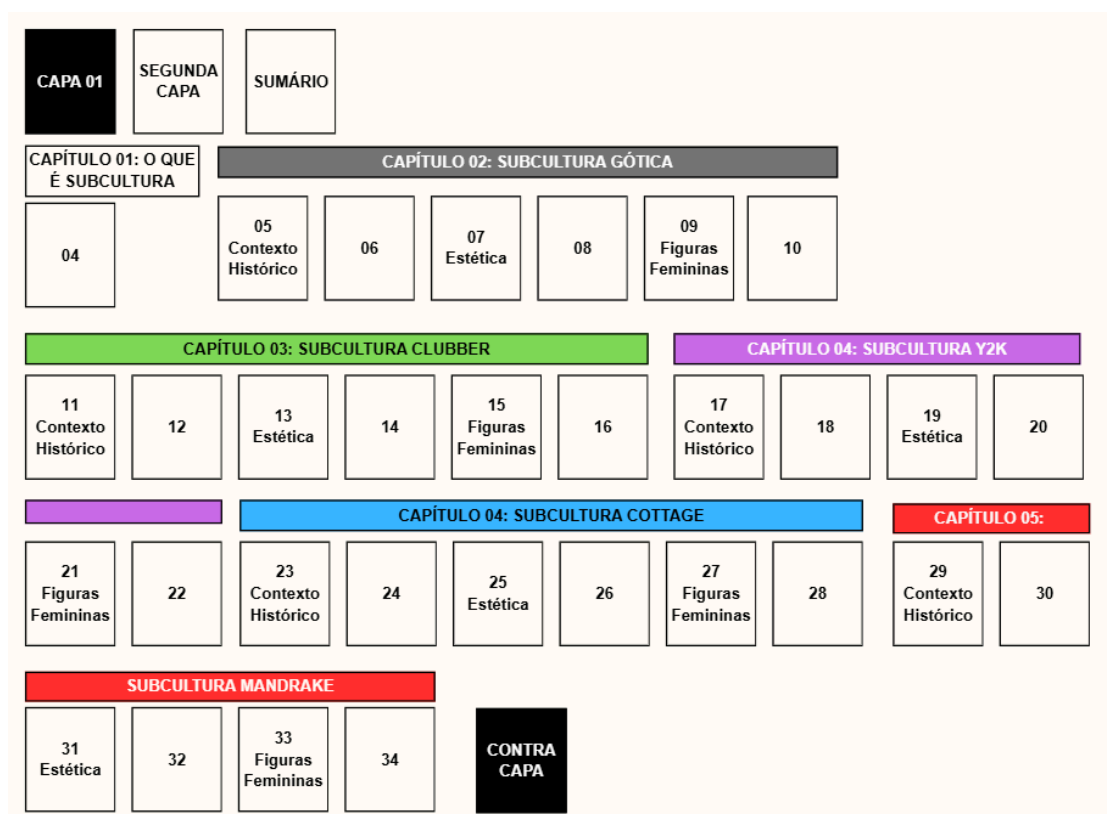 CAPA 01
SEGUNDA
CAPA
SUMÁRIO
CAPÍTULO 01: O QUE
É SUBCULTURA
CAPÍTULO 02: SUBCULTURA GÓTICA
04
05
Contexto
Histórico
06
07
Estética
08
09
Figuras
Femininas
10
CAPÍTULO 03: SUBCULTURA CLUBBER
CAPÍTULO 04: SUBCULTURA Y2K
11
Contexto
Histórico
12
13
Estética
14
15
Figuras
Femininas
16
17
Contexto
Histórico
18
19
Estética
20
CAPÍTULO 04: SUBCULTURA COTTAGE
CAPÍTULO 05:
21
Figuras
Femininas
22
23
Contexto
Histórico
24
25
Estética
26
27
Figuras
Femininas
28
29
Contexto
Histórico
30
SUBCULTURA MANDRAKE
31
Estética
32
33
Figuras
Femininas
34
CONTRA
CAPA